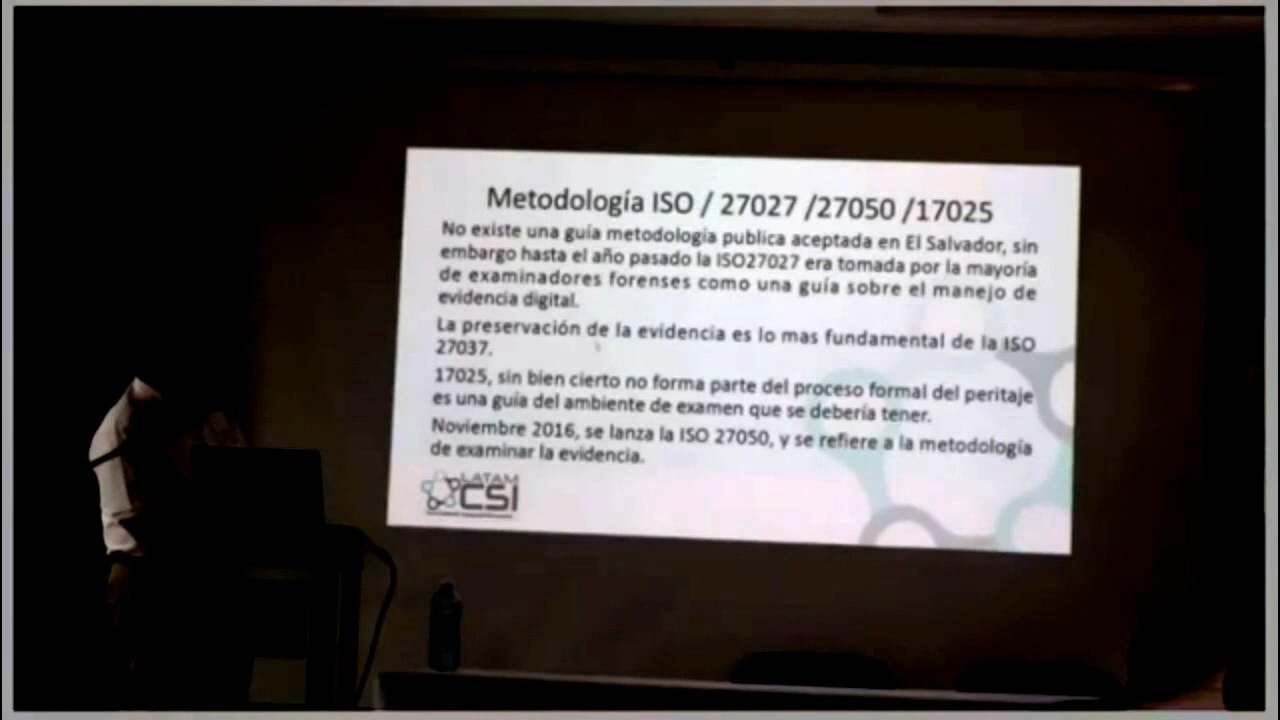 Metodología ISO / 27027 /27050 /17025
No existe una guía metodología publica aceptada en El Salvador, sin
embargo hasta el año pasado la ISO27027 era tomada por la mayoría
de examinadores forenses como una guía sobre el manejo de
evidencia digital.
La preservación de la evidencia es lo mas fundamental de la ISO
27037.
17025, sin bien cierto no forma parte del proceso formal del peritaje
es una guía del ambiente de examen que se debería tener.
Noviembre 2016, se lanza la ISO 27050, y se refiere a la metodología
de examinar la evidencia.
LATAM
CSI